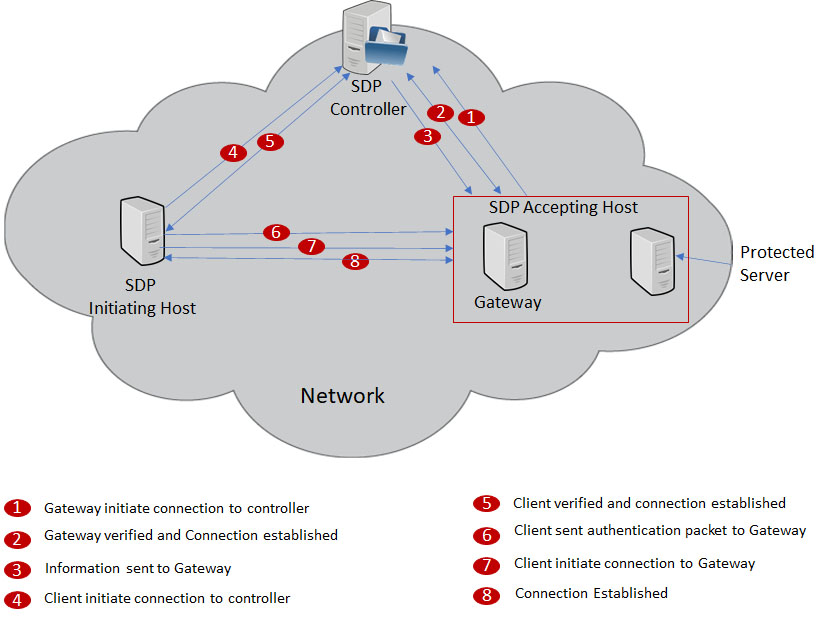 SDP
Controller
2
1
3
4
5
SDP Accepting Host
6
7
8
Protected
Server
SDP
Initiating Host
Gateway
Network
1 Gateway initiate connection to controller
2 Gateway verified and Connection established
3 Information sent to Gateway
4 Client initiate connection to controller
5 Client verified and connection established
6 Client sent authentication packet to Gateway
7 Client initiate connection to Gateway
8 Connection Established